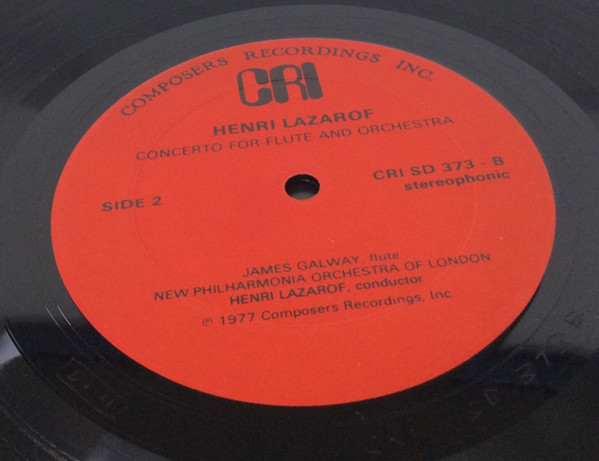 COMPOSERS RECORDINGS INC.
CRI
HENRI LAZAROF
CONCERTO FOR FLUTE AND ORCHESTRA
SIDE 2
CRI SD 373 - B
stereophonic
JAMES GALWAY, flute
NEW PHILHARMONIA ORCHESTRA OF LONDON
HENRI LAZAROF, conductor
℗ 1977 Composers Recordings, Inc.